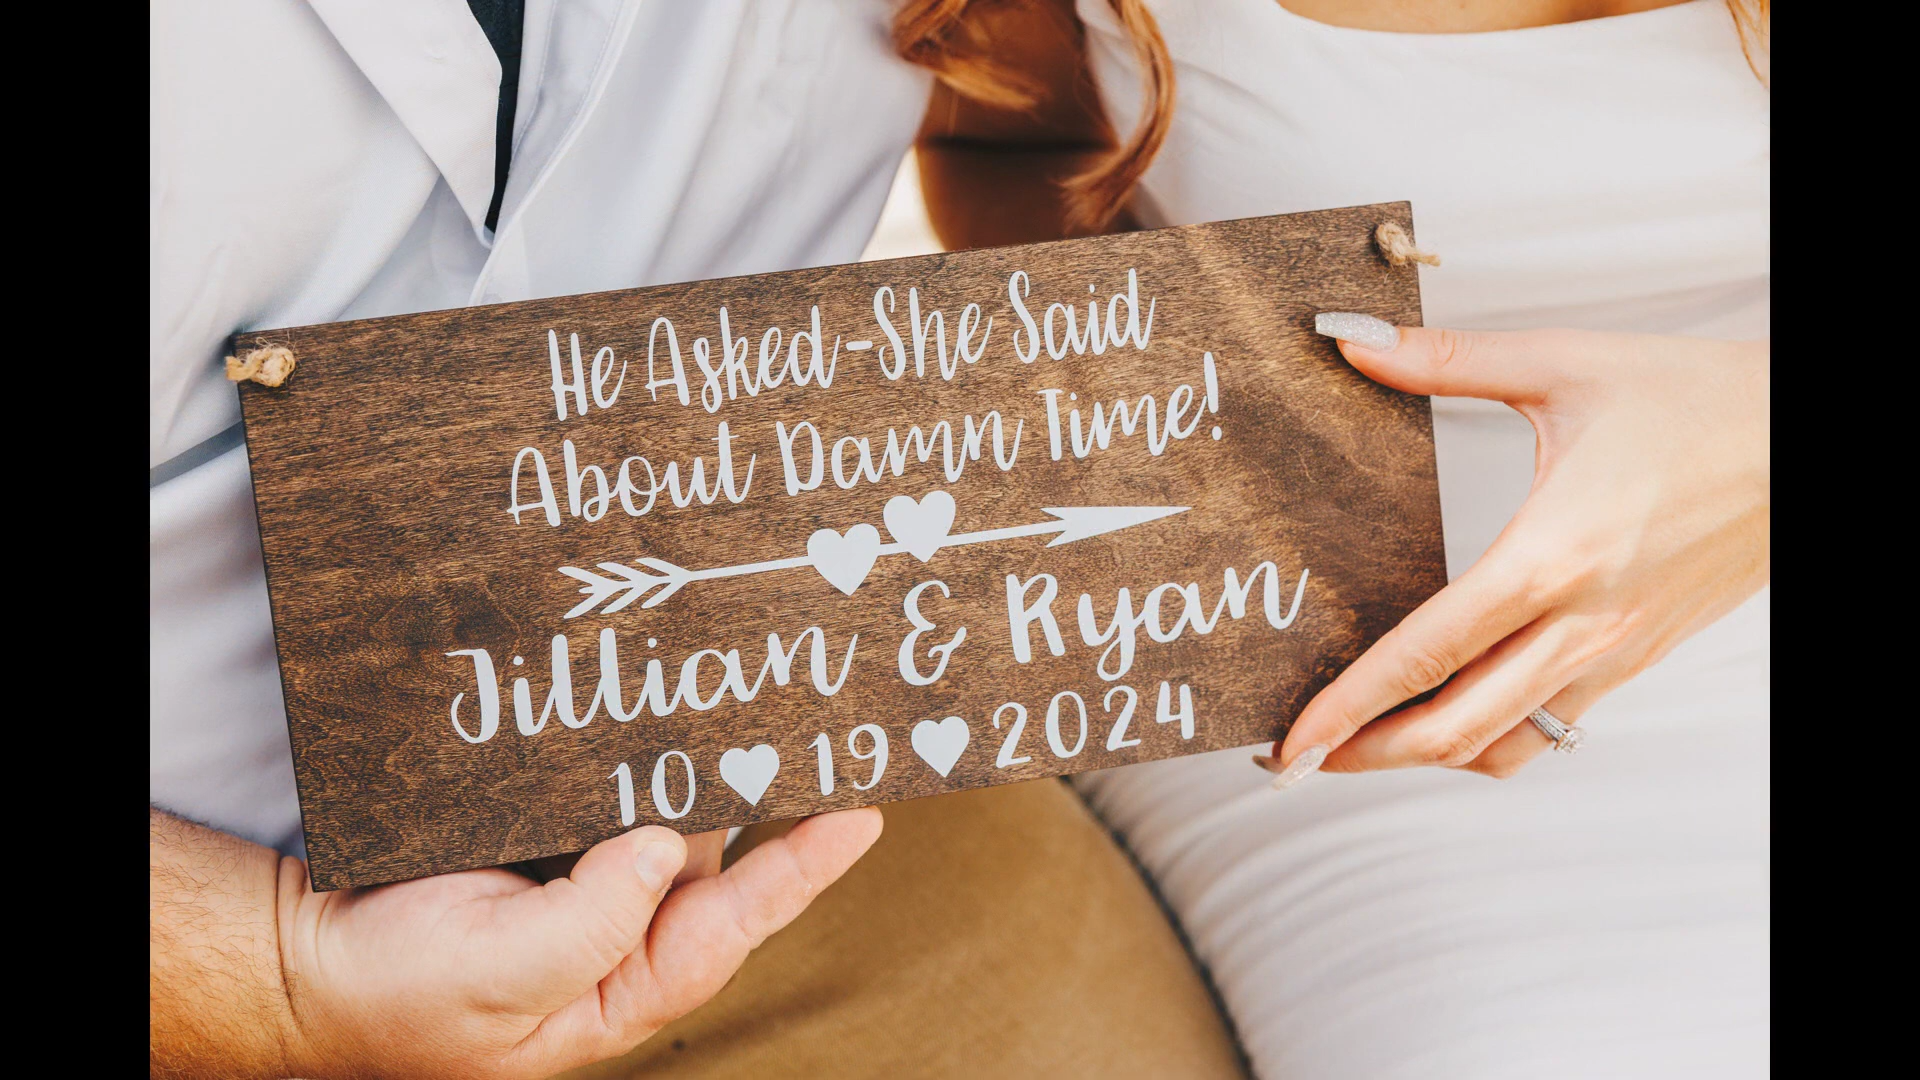 He Asked-She Said
About Damn Time!
Jillian & Ryan
10 ♥ 19 ♥ 2024